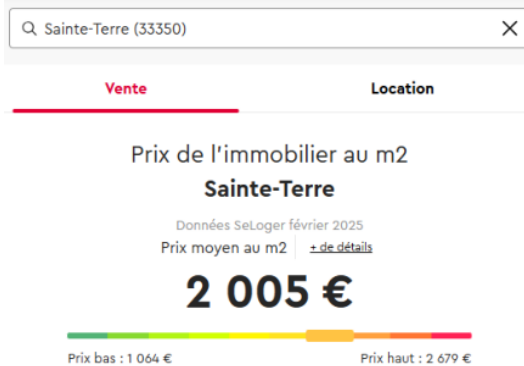 Sainte-Terre (33350)
Vente Location
Prix de l'immobilier au m2
Sainte-Terre
Données SeLoger février 2025
Prix moyen au m2 + de détails
2 005 €
Prix bas : 1 064 € Prix haut : 2 679 €